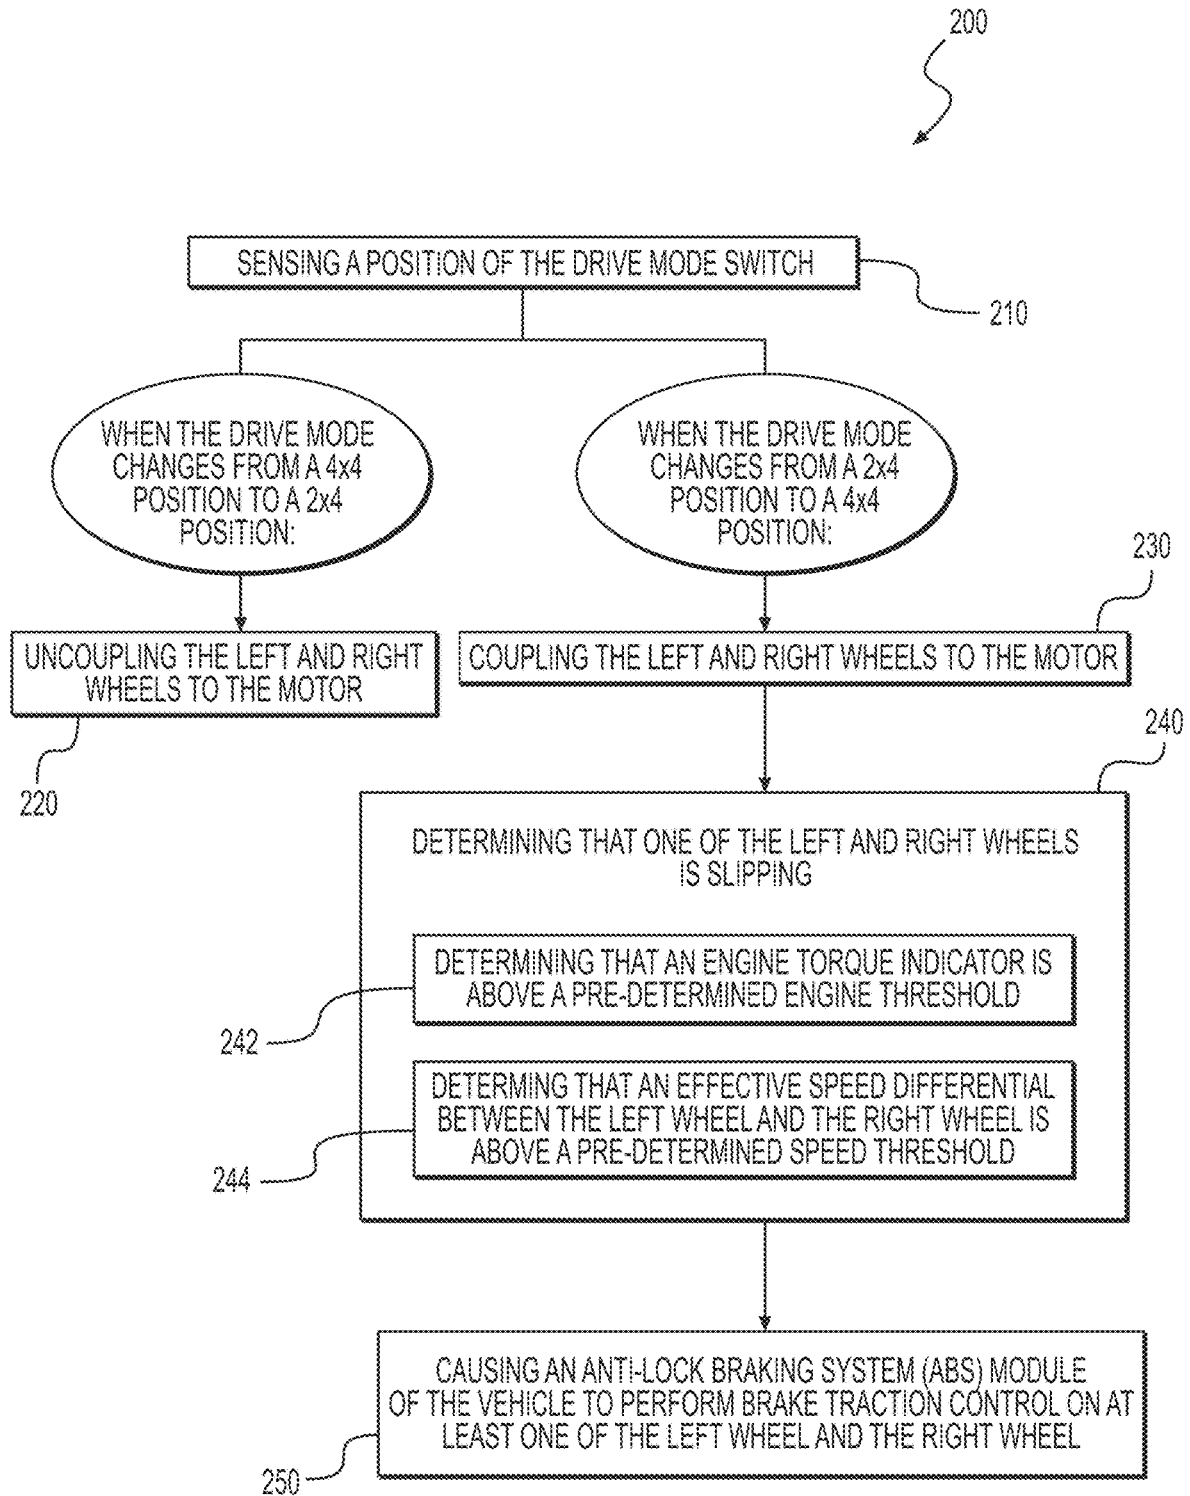 200
SENSING A POSITION OF THE DRIVE MODE SWITCH
210
WHEN THE DRIVE MODE
CHANGES FROM A 4x4
POSITION TO A 2x4
POSITION:
WHEN THE DRIVE MODE
CHANGES FROM A 2x4
POSITION TO A 4x4
POSITION:
230
UNCOUPLING THE LEFT AND RIGHT
WHEELS TO THE MOTOR
COUPLING THE LEFT AND RIGHT WHEELS TO THE MOTOR
220
240
DETERMINING THAT ONE OF THE LEFT AND RIGHT WHEELS
IS SLIPPING
DETERMINING THAT AN ENGINE TORQUE INDICATOR IS
ABOVE A PRE-DETERMINED ENGINE THRESHOLD
242
DETERMING THAT AN EFFECTIVE SPEED DIFFERENTIAL
BETWEEN THE LEFT WHEEL AND THE RIGHT WHEEL IS
ABOVE A PRE-DETERMINED SPEED THRESHOLD
244
CAUSING AN ANTI-LOCK BRAKING SYSTEM (ABS) MODULE
OF THE VEHICLE TO PERFORM BRAKE TRACTION CONTROL ON AT
LEAST ONE OF THE LEFT WHEEL AND THE RIGHT WHEEL
250